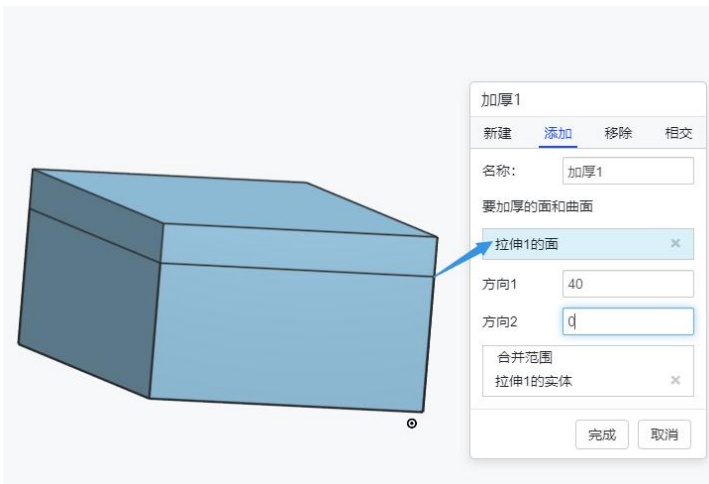 加厚1
新建 添加 移除 相交
名称: 加厚1
要加厚的面和曲面
拉伸1的面 ×
方向1 40
方向2 0
合并范围
拉伸1的实体 ×
完成 取消